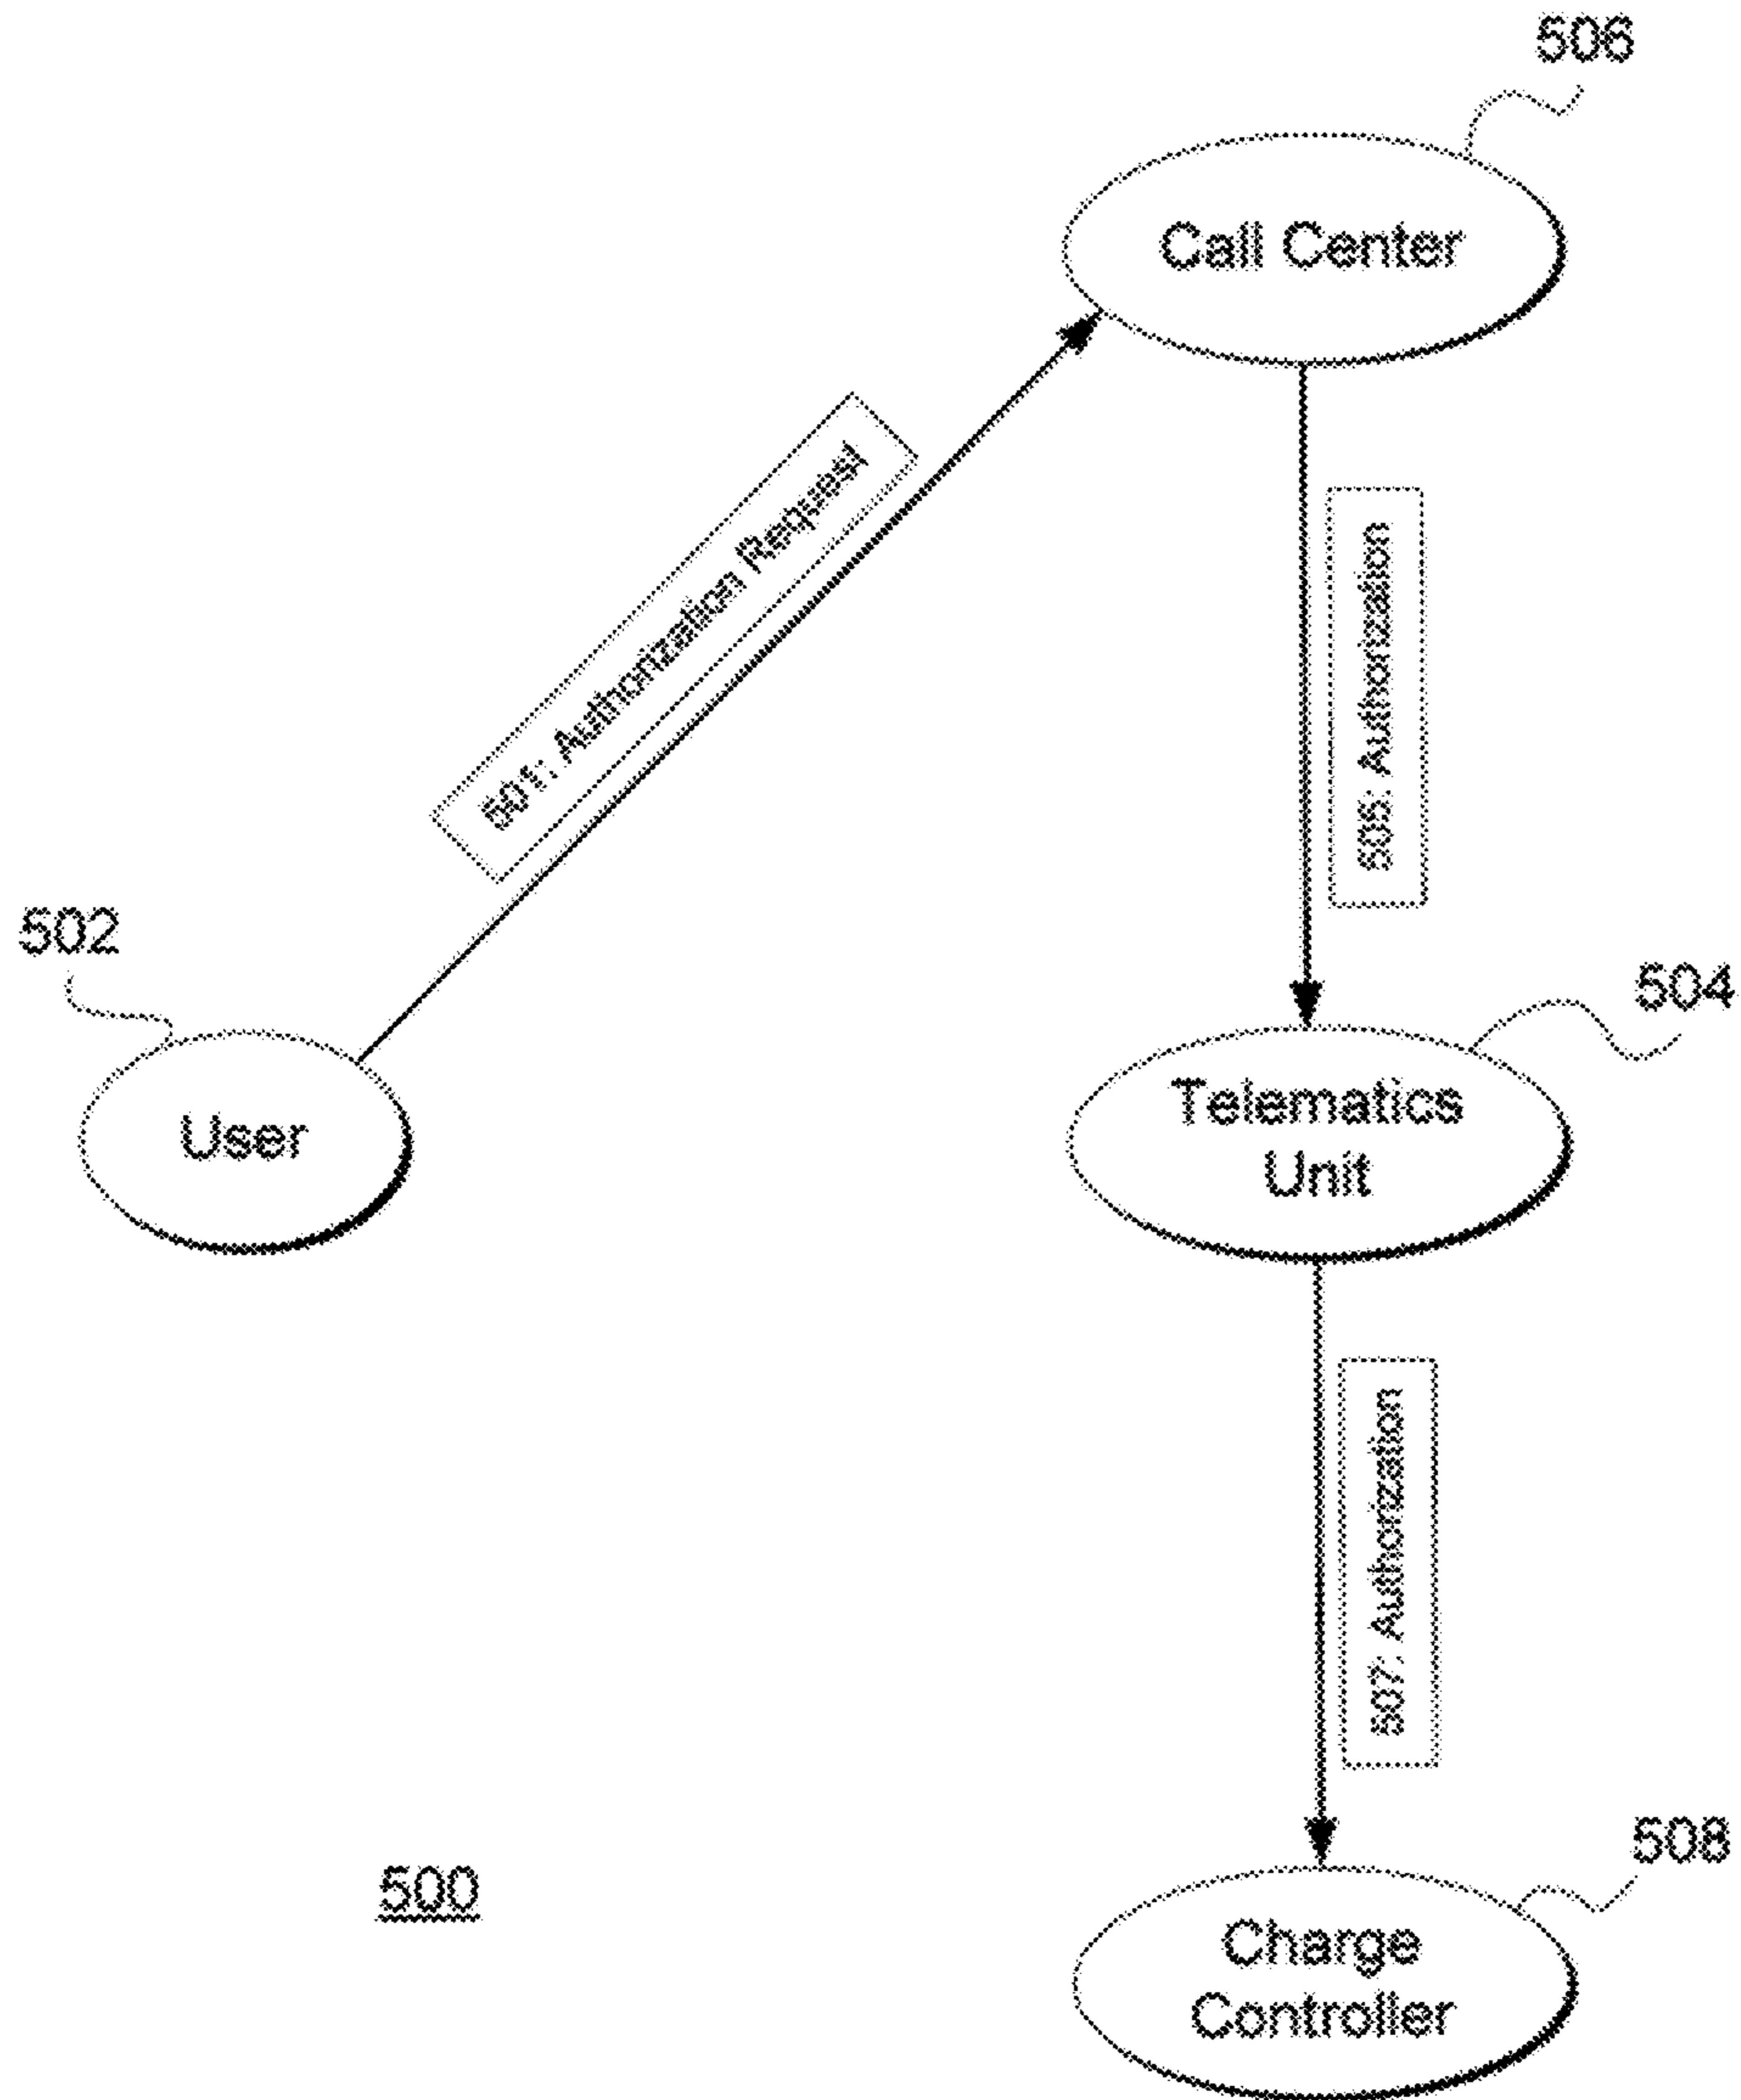 506
Call Center
501: Authorization Request
505: Authorization
502
504
User
Telematics
Unit
507: Authorization
508
500
Charge
Controller